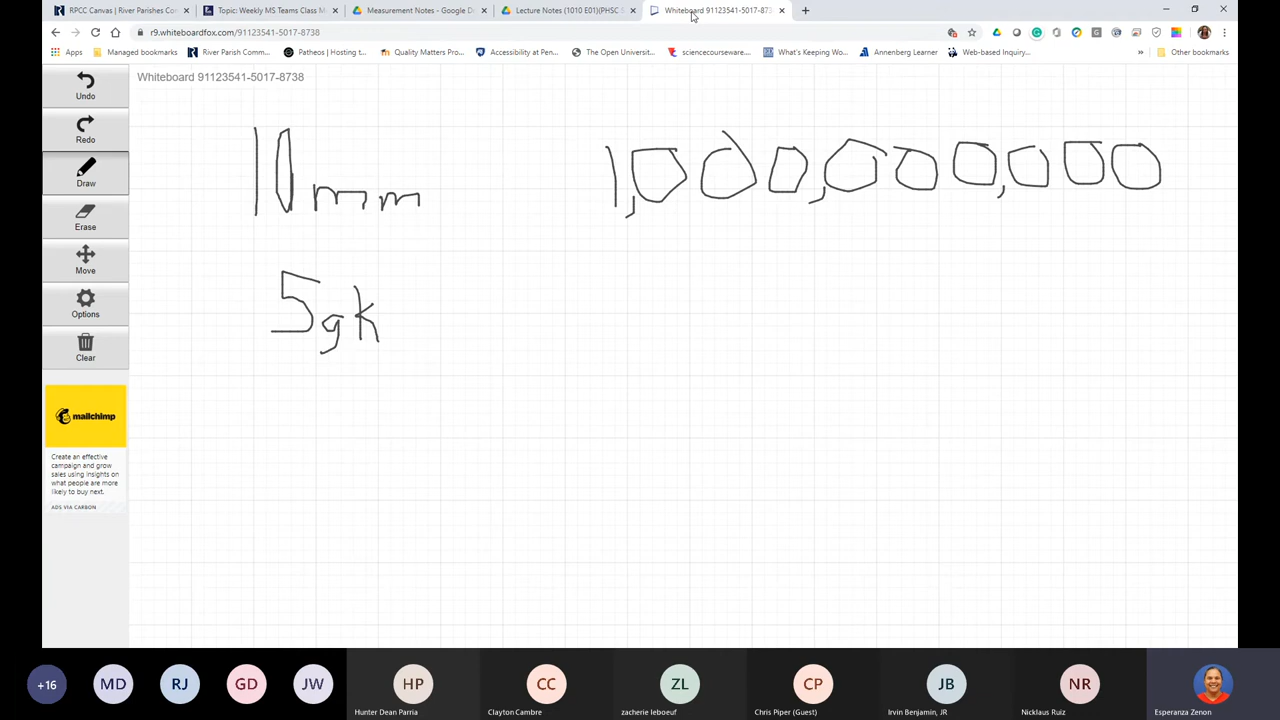 RPCC Canvas | River Parishes Co
Topic: Weekly MS Teams Class M
Measurement Notes - Google D
Lecture Notes (1010 E01)(PHSC S
Whiteboard 91123541-5017-873
r9.whiteboardfox.com/91123541-5017-8738
Apps
Managed bookmarks
River Parish Comm...
Patheos | Hosting t...
Quality Matters Pro...
Accessibility at Pen...
The Open Universit...
sciencecourseware...
What's Keeping Wo...
Annenberg Learner
Web-based Inquiry...
»
Other bookmarks
Whiteboard 91123541-5017-8738
Undo
Redo
Draw
Erase
Move
Options
Clear
10mm
1,000,000,000
5gk
mailchimp
Create an effective
campaign and grow
sales using insights on
what people are more
likely to buy next.
ADS VIA CARBON
+16
MD
RJ
GD
JW
HP
Hunter Dean Parria
CC
Clayton Cambre
ZL
zacherie leboeuf
CP
Chris Piper (Guest)
JB
Irvin Benjamin, JR
NR
Nicklaus Ruiz
Esperanza Zenon